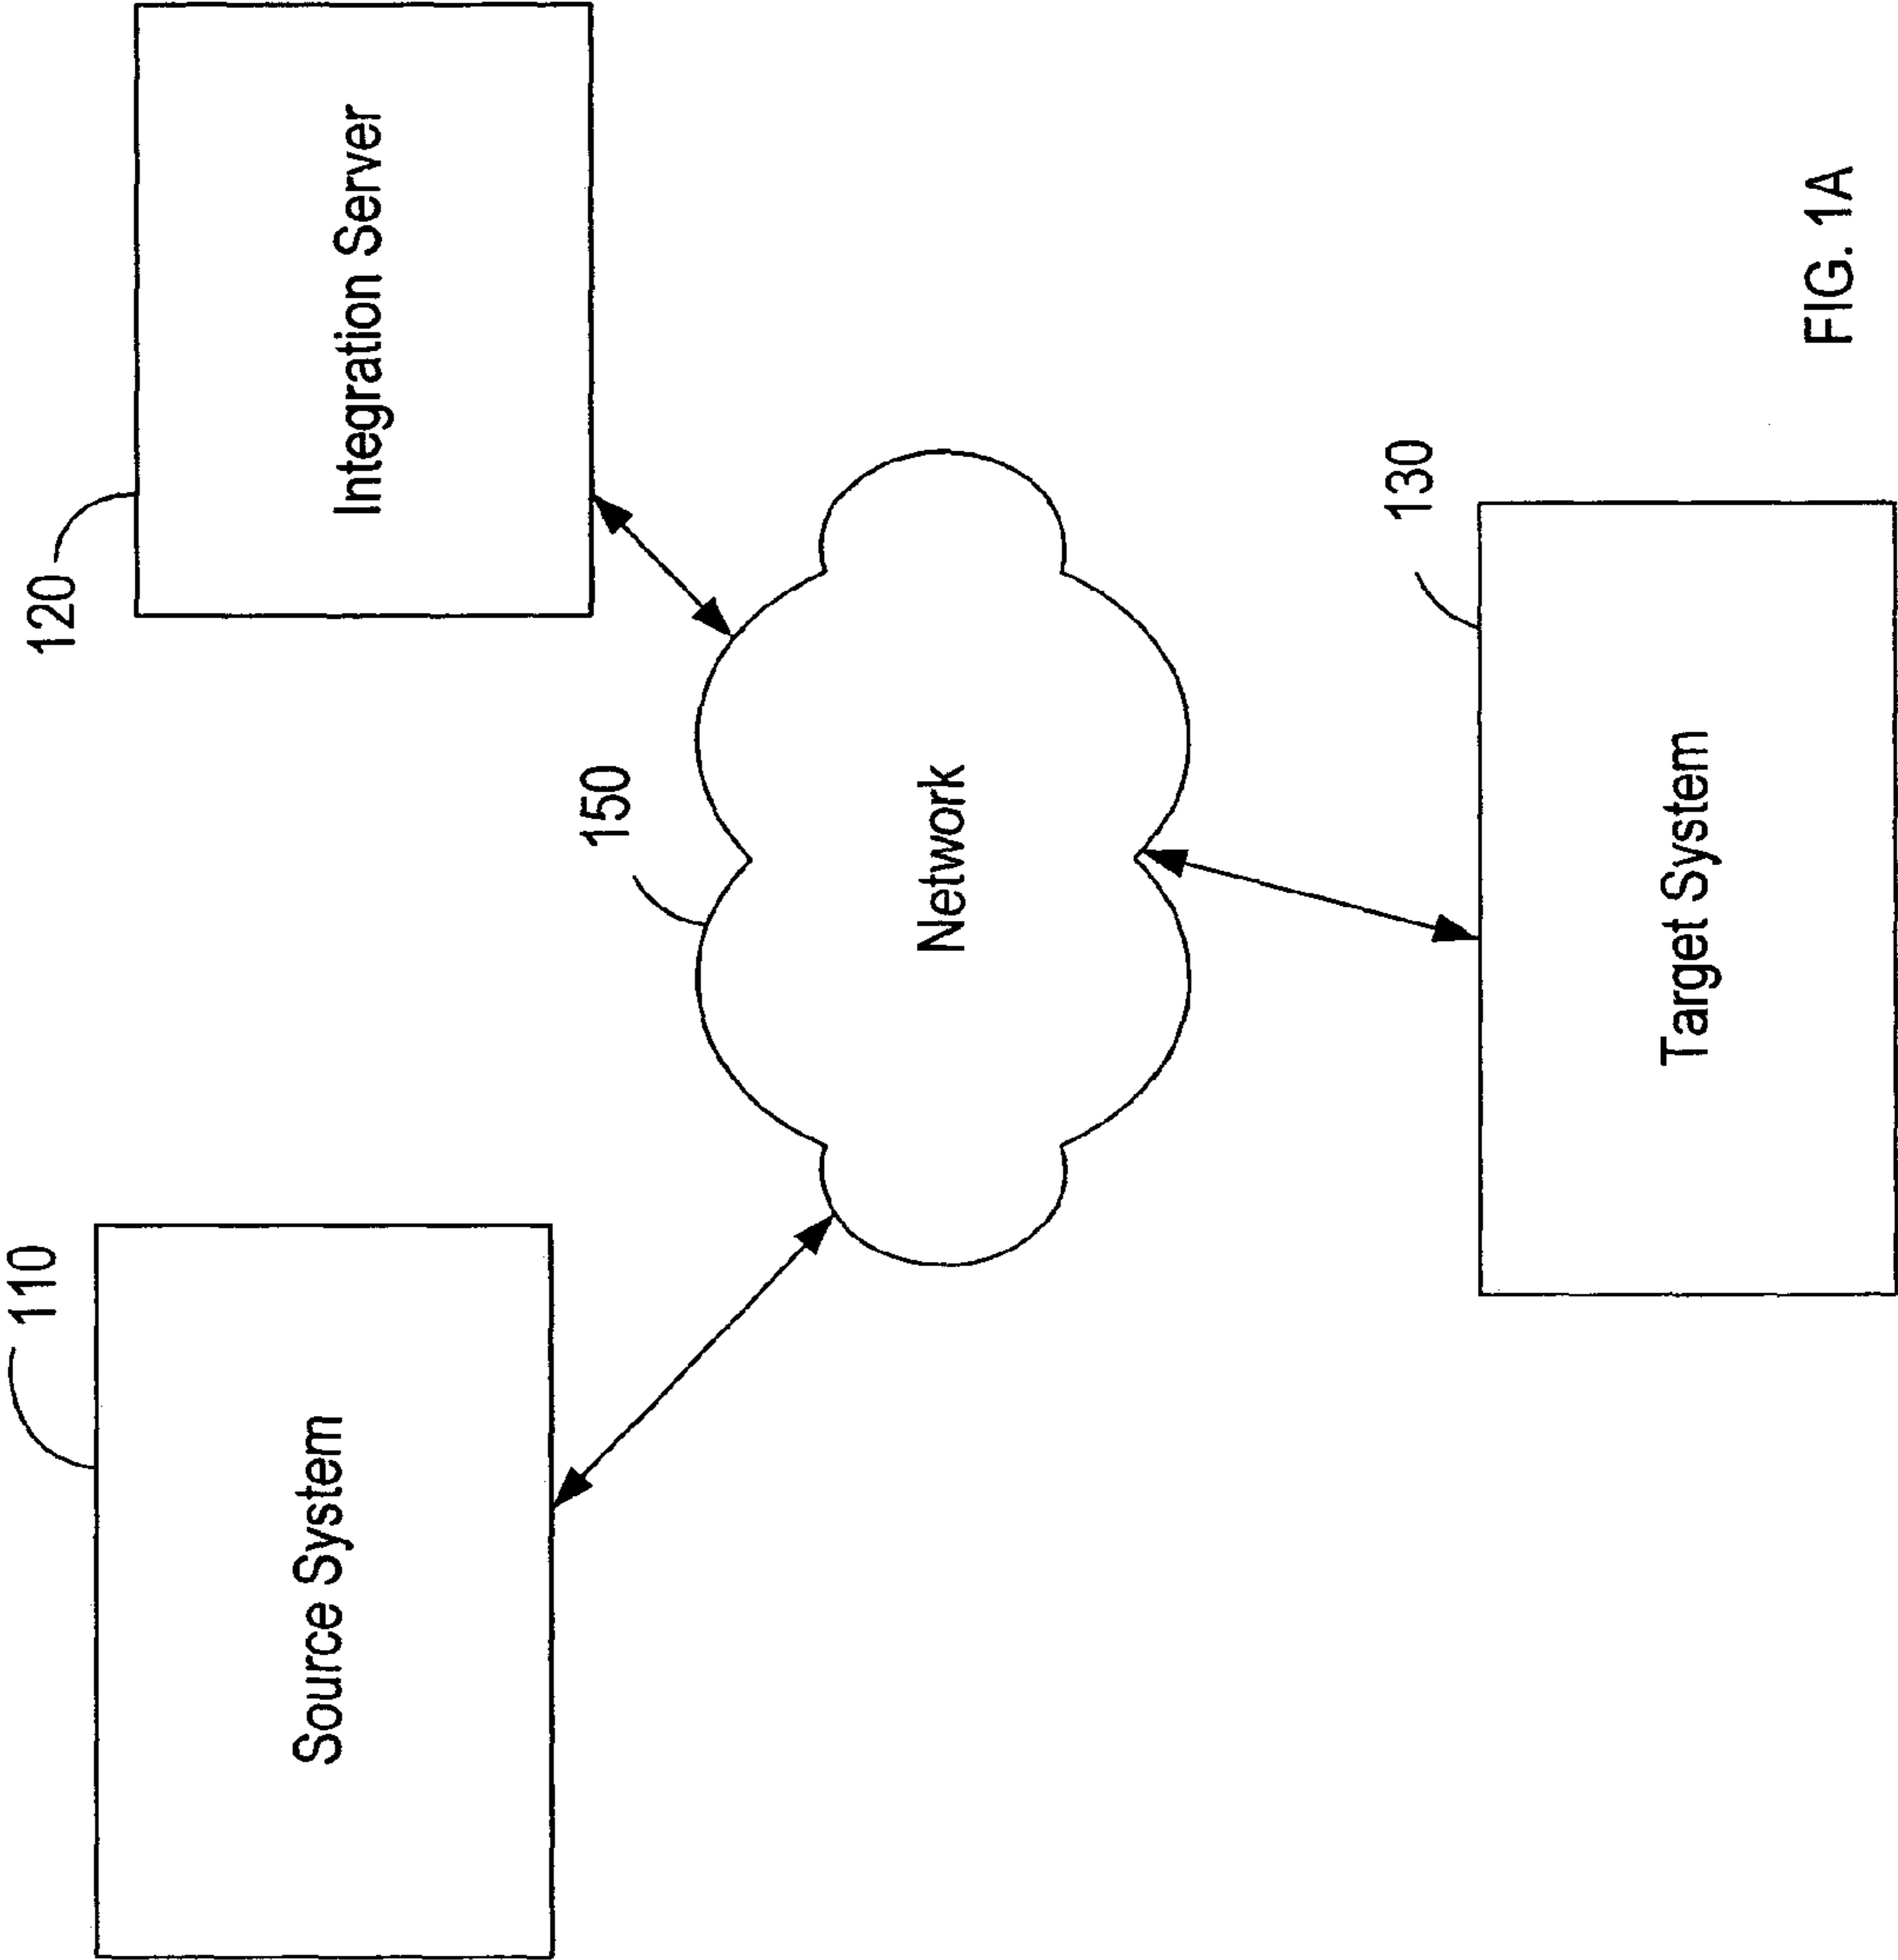 110
Source System
120
Integration Server
150
Network
130
Target System
FIG. 1A